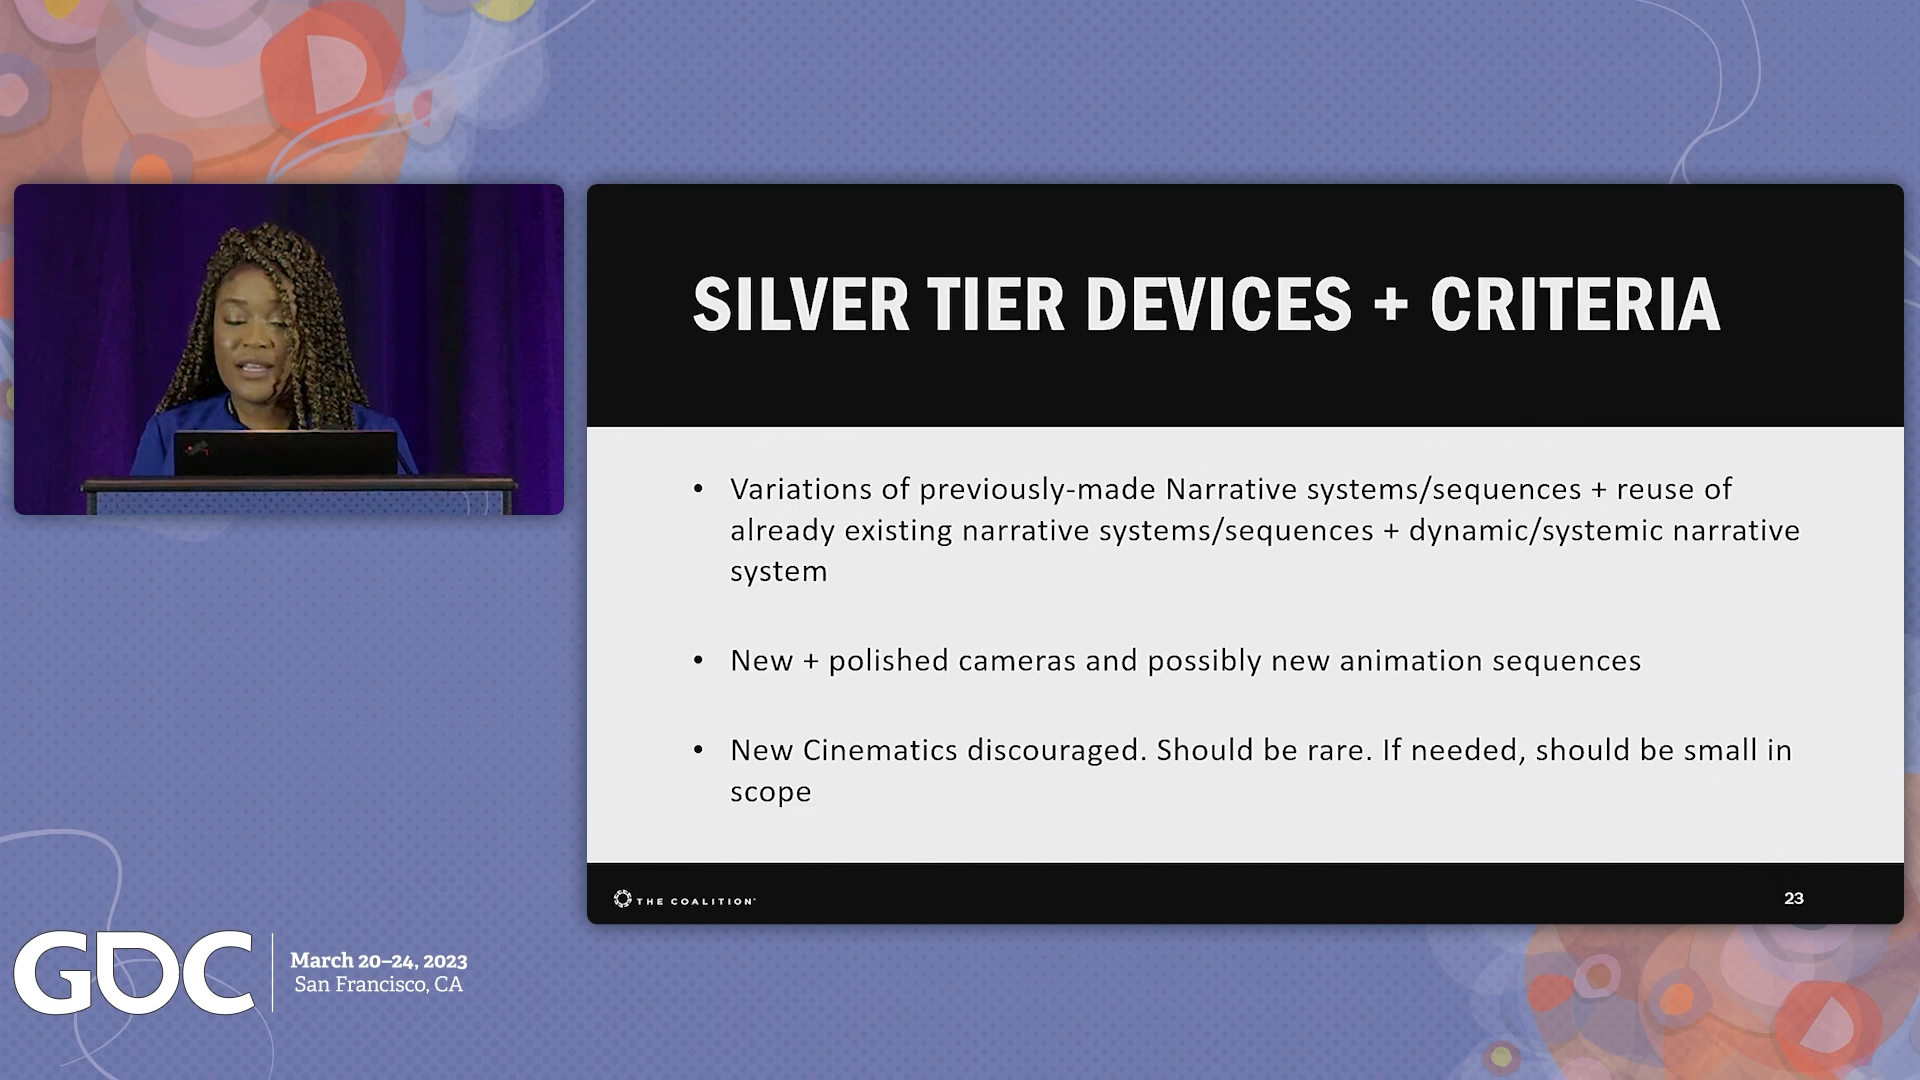 SILVER TIER DEVICES + CRITERIA
• Variations of previously-made Narrative systems/sequences + reuse of
already existing narrative systems/sequences + dynamic/systemic narrative
system
• New + polished cameras and possibly new animation sequences
• New Cinematics discouraged. Should be rare. If needed, should be small in
scope
THE COALITION
23
GDC
March 20–24, 2023
San Francisco, CA